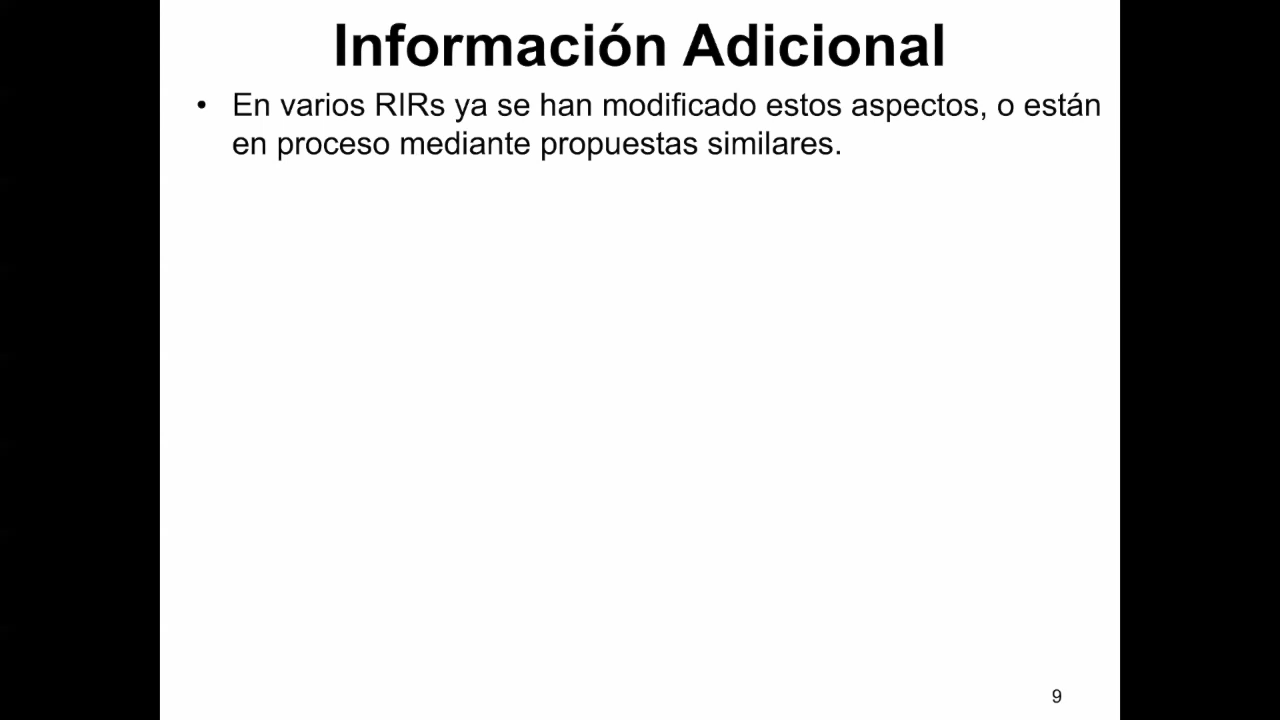 Información Adicional
• En varios RIRs ya se han modificado estos aspectos, o están
en proceso mediante propuestas similares.
9